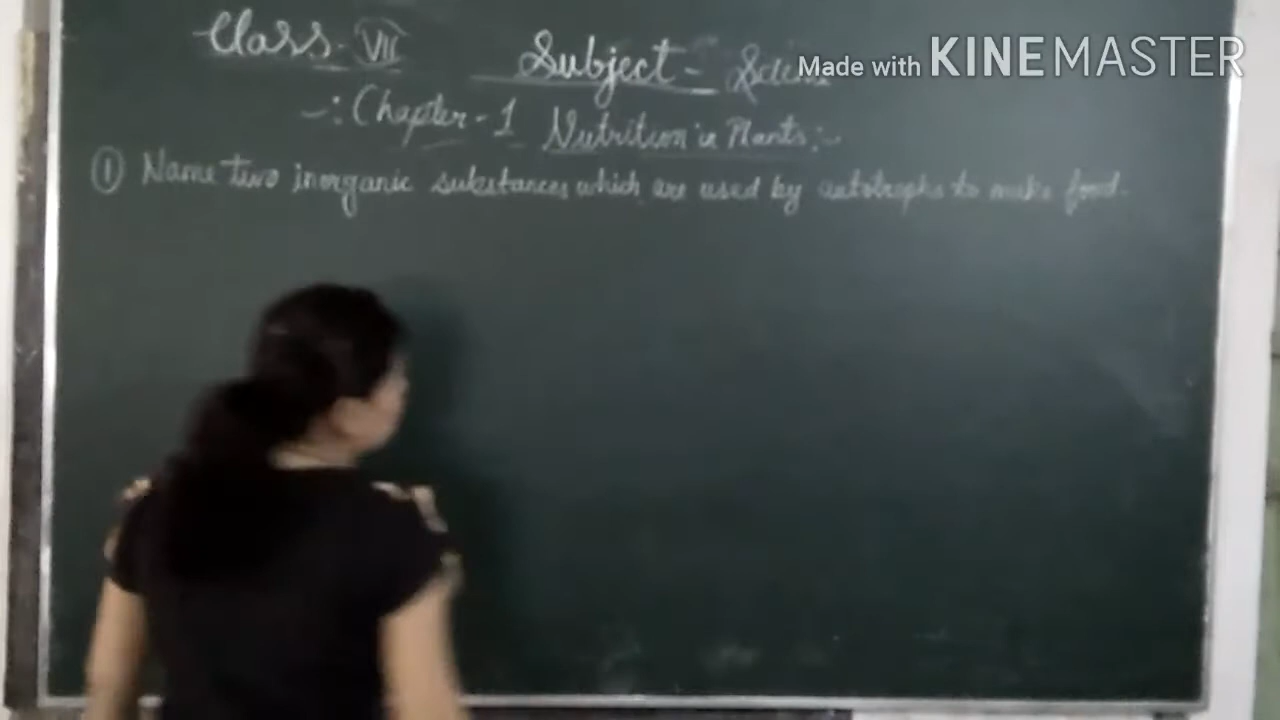 Class - VII Subject - Scien
Made with KINEMASTER
-: Chapter - 1 Nutrition in Plants :-
① Name two inorganic substances which are used by autotrophs to make food.